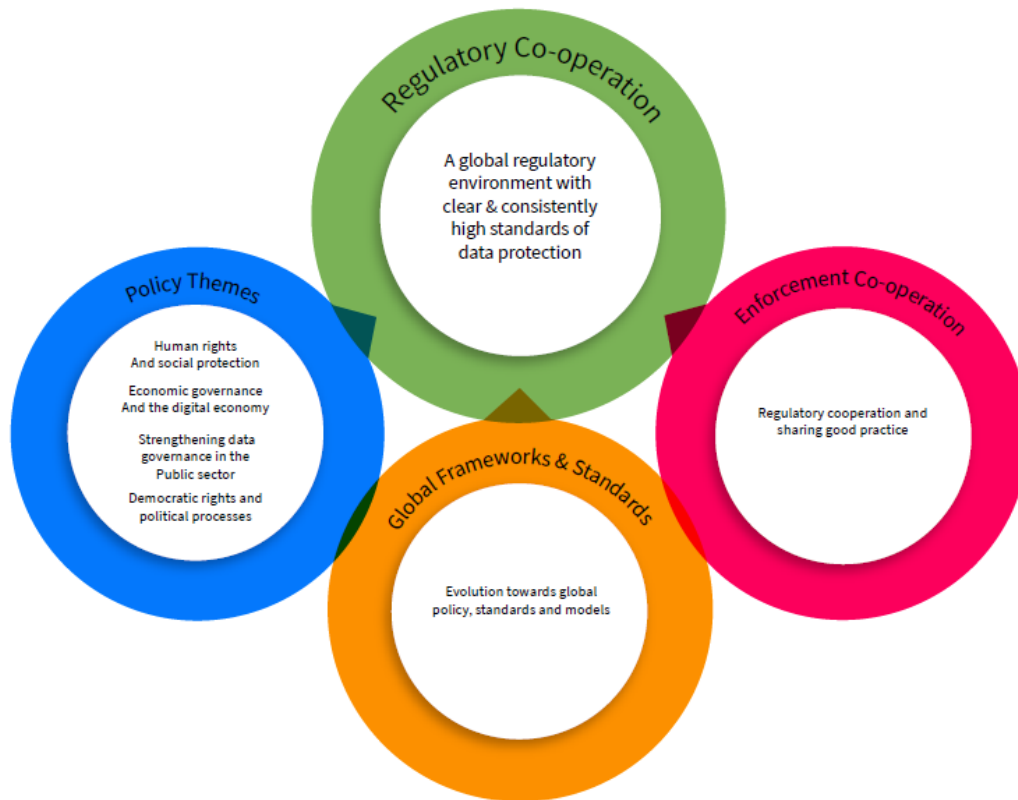 Regulatory Co-operation
A global regulatory
environment with
clear & consistently
high standards of
data protection
Policy Themes
Human rights
And social protection
Economic governance
And the digital economy
Strengthening data
governance in the
Public sector
Democratic rights and
political processes
Enforcement Co-operation
Regulatory cooperation and
sharing good practice
Global Frameworks & Standards
Evolution towards global
policy, standards and models